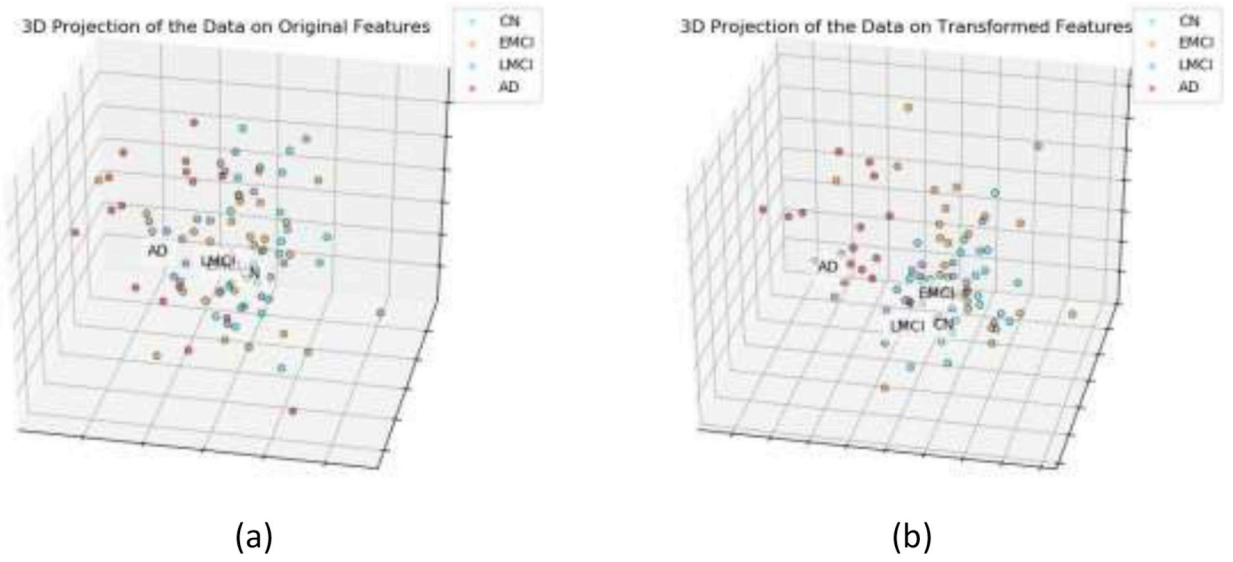 3D Projection of the Data on Original Features
CN
EMCI
LMCI
AD
AD
LMCI
N
(a)
3D Projection of the Data on Transformed Features
CN
EMCI
LMCI
AD
AD
EMCI
LMCI CN
(b)